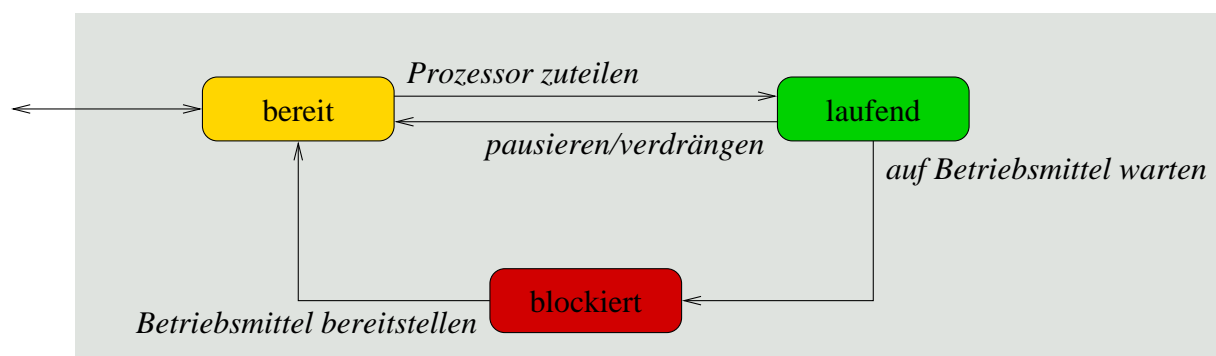 Prozessor zuteilen
bereit
laufend
pausieren/verdrängen
auf Betriebsmittel warten
blockiert
Betriebsmittel bereitstellen